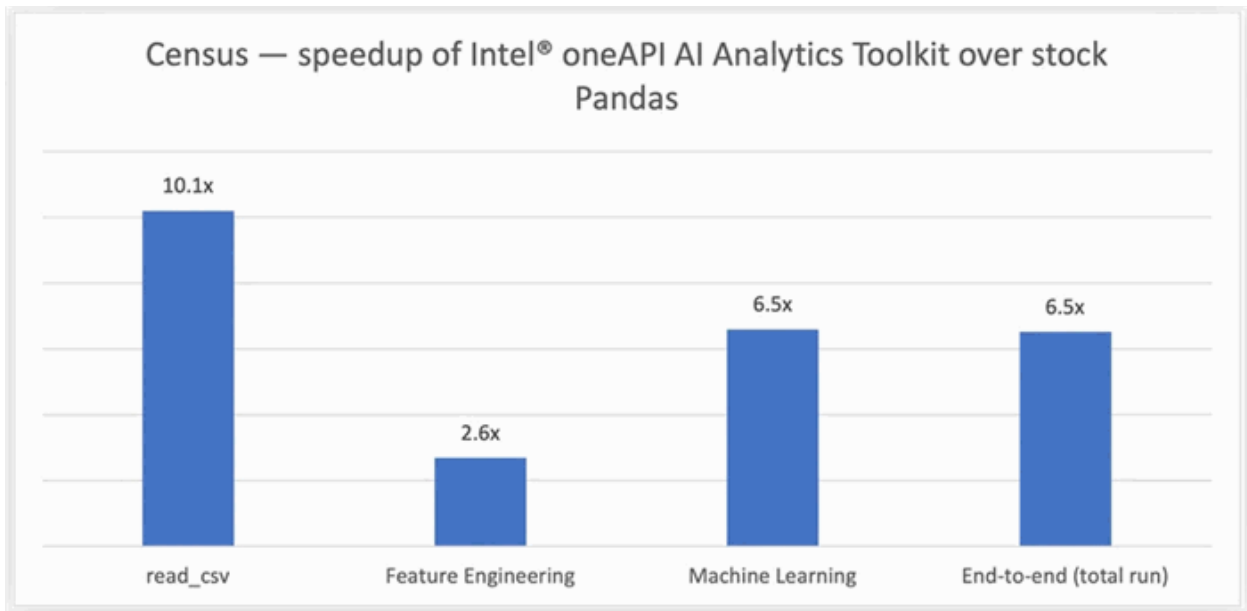 Census — speedup of Intel® oneAPI AI Analytics Toolkit over stock
Pandas
10.1x
2.6x
6.5x
6.5x
read_csv
Feature Engineering
Machine Learning
End-to-end (total run)